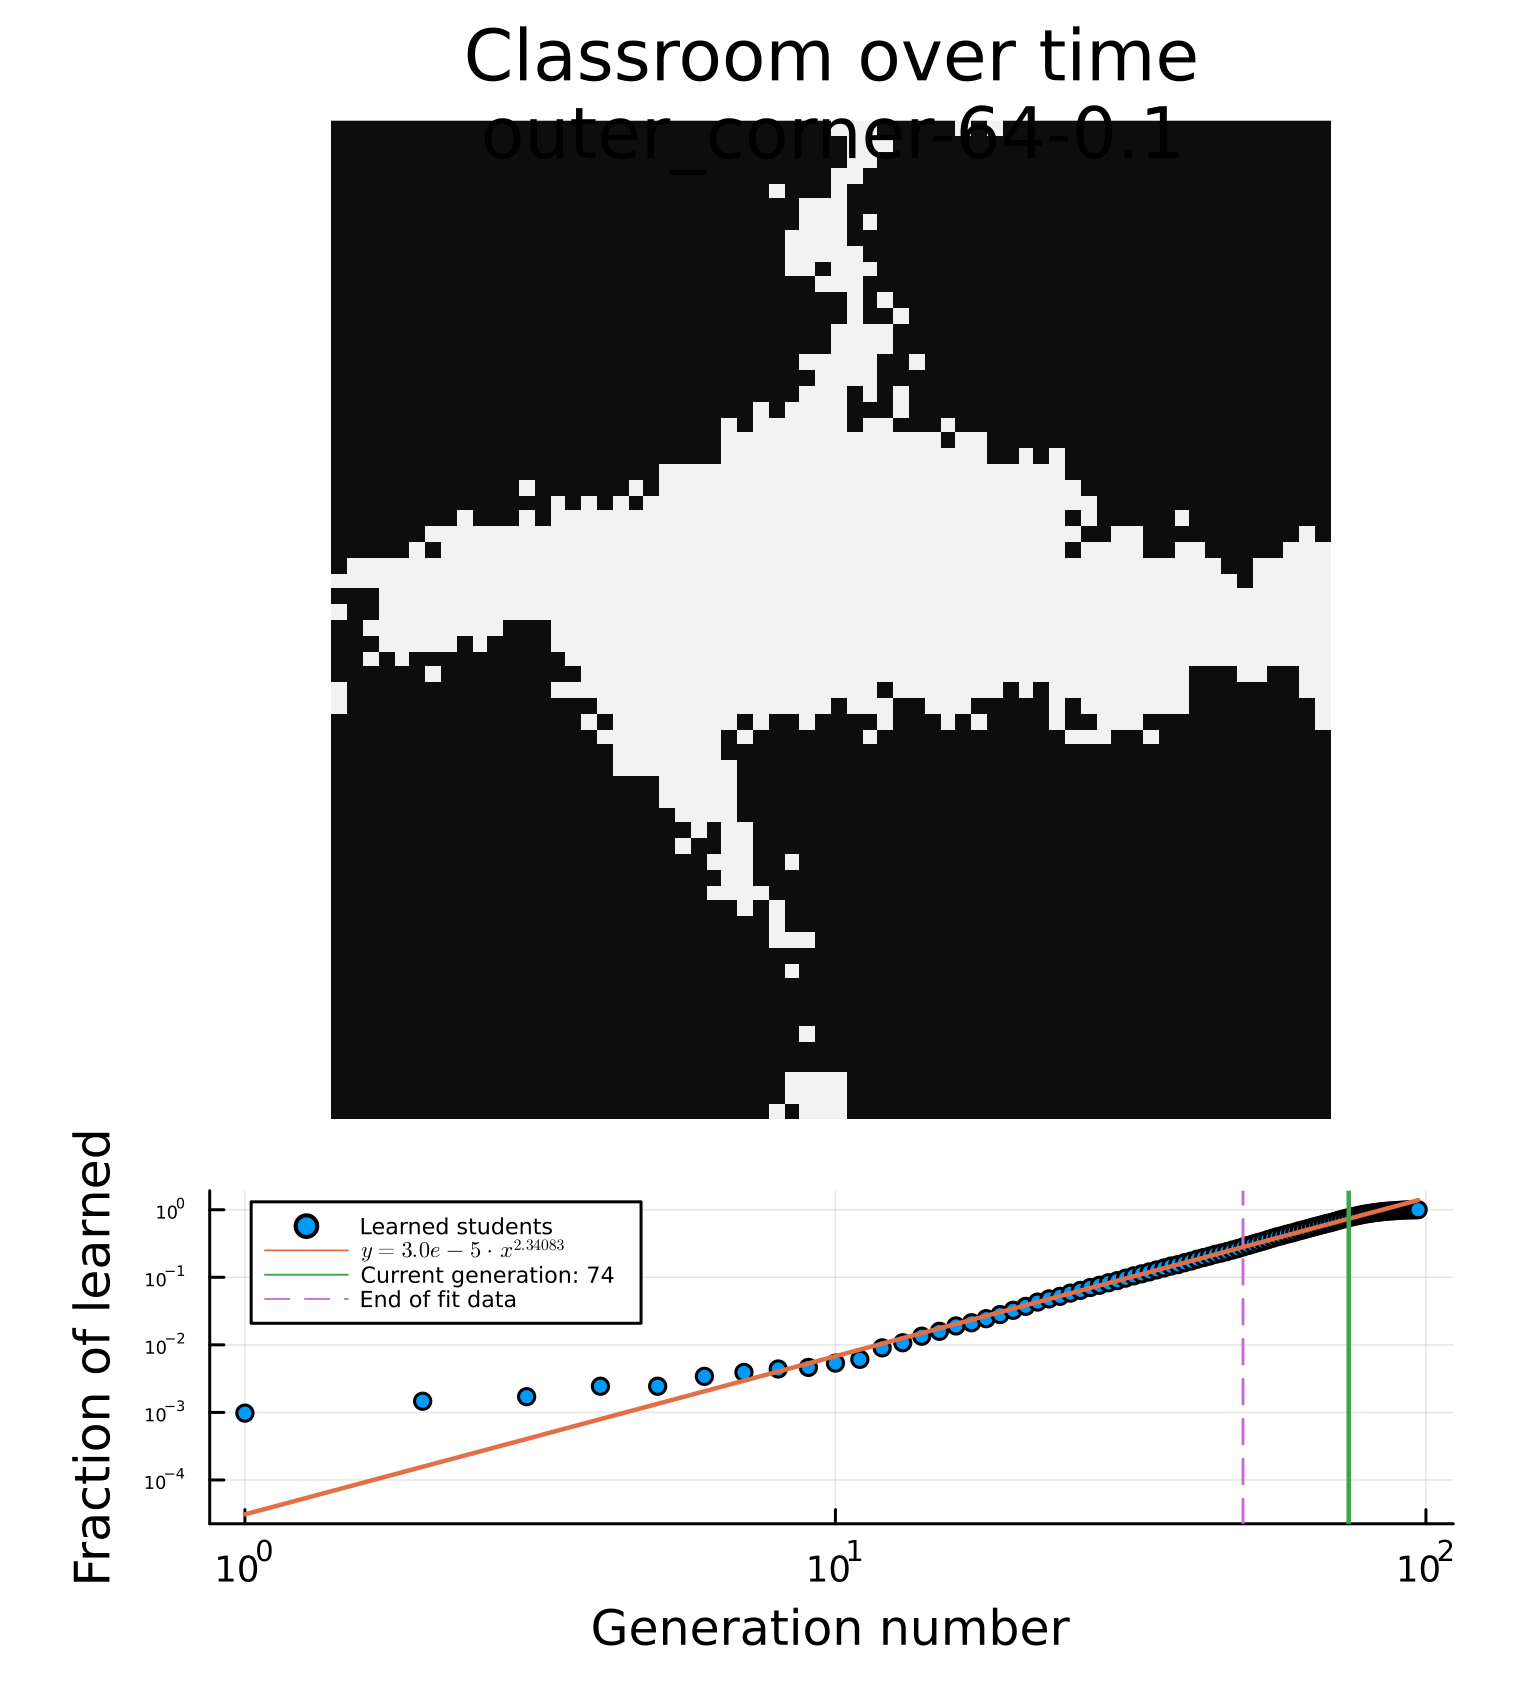 Classroom over time
outer_corner-64-0.1
Fraction of learned
10^0
10^-1
10^-2
10^-3
10^-4
Learned students
y = 3.0e − 5 · x^2.34083
Current generation: 74
End of fit data
10^0
10^1
10^2
Generation number